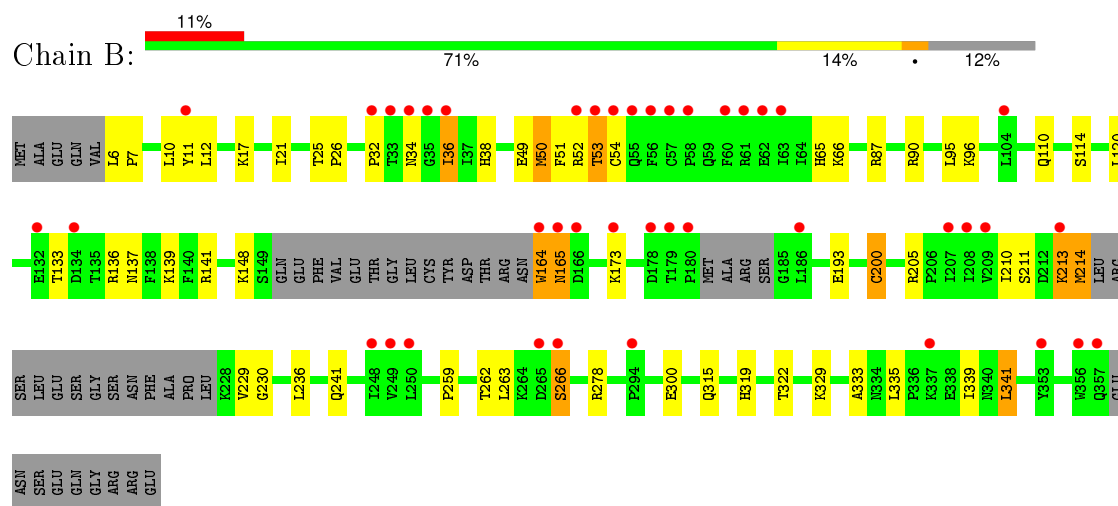 11%
Chain B:
71% 14% • 12%
MET ALA GLU GLN VAL L6 P7 L10 Y11 L12 K17 I21 T25 P26 P32 T33 N34 G35 I36 I37 H38 E49 M50 F51 R52 T53 C54 Q55 F56 C57 P58 Q59 F60 R61 E62 I63 I64 H65 K66 R87 R90 L95 K96 L104 Q110 S114
E132 T133 D134 T135 R136 N137 F138 K139 F140 R141 K148 S149 GLN GLU PHE VAL GLU THR GLY LEU CYS TYR ASP THR ARG ASN W164 N165 D166 K173 D178 T179 P180 MET ALA ARG SER G185 L186 E193 C200 R205 P206 I207 I208 V209 I210 S211 D212 K213 M214 LEU ARG
SER LEU GLU SER GLY SER ASN PHE ALA PRO LEU K228 V229 G230 L236 Q241 I248 V249 L250 P259 T262 L263 K264 D265 S266 R278 P294 E300 Q315 H319 T322 K329 A333 N334 L335 P336 K337 E338 I339 N340 L341 Y353 W356 Q357
ASN SER GLU GLN GLY ARG ARG GLU